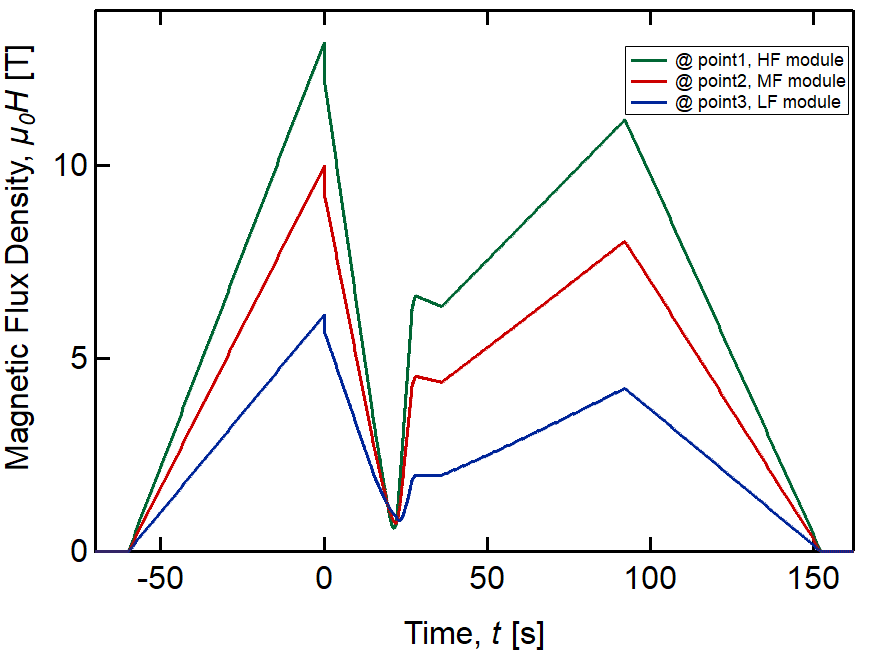 Magnetic Flux Density, μ0H [T]
@ point1, HF module
@ point2, MF module
@ point3, LF module
10
5
0
-50
0
50
100
150
Time, t [s]